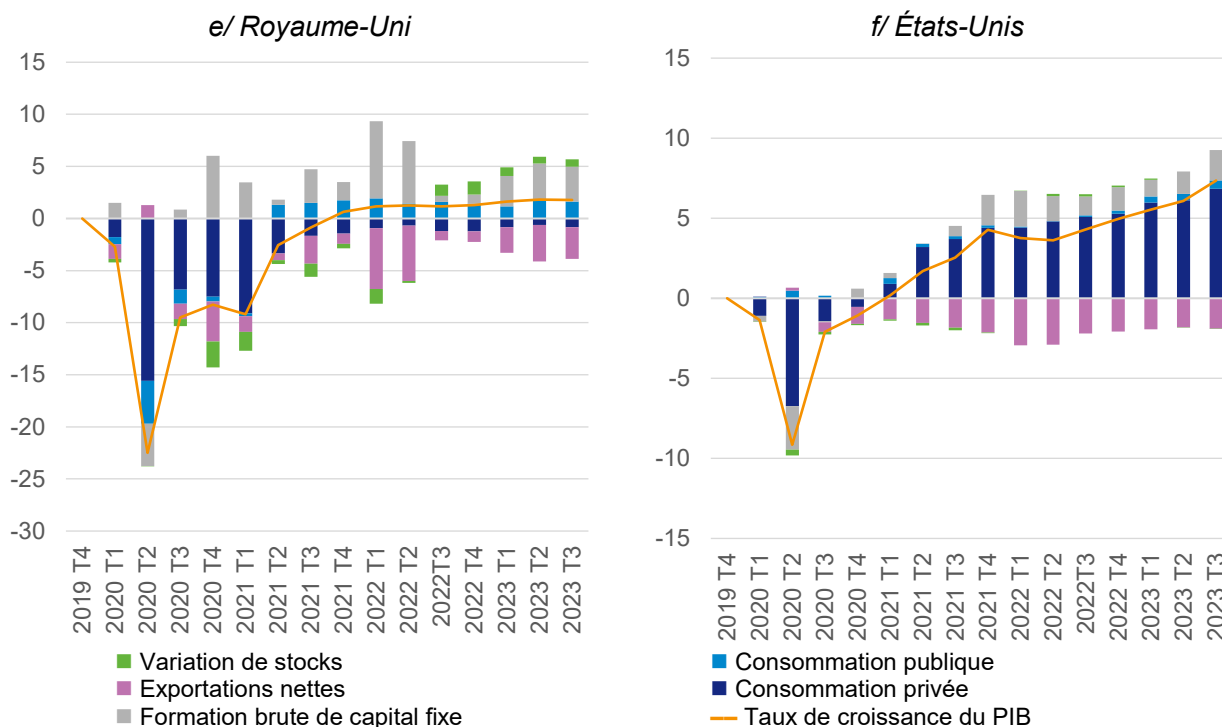 e/ Royaume-Uni
15
10
5
0
-5
-10
-15
-20
-25
-30
2019 T4
2020 T1
2020 T2
2020 T3
2020 T4
2021 T1
2021 T2
2021 T3
2021 T4
2022 T1
2022 T2
2022T3
2022 T4
2023 T1
2023 T2
2023 T3
f/ États-Unis
15
10
5
0
-5
-10
-15
2019 T4
2020 T1
2020 T2
2020 T3
2020 T4
2021 T1
2021 T2
2021 T3
2021 T4
2022 T1
2022 T2
2022T3
2022 T4
2023 T1
2023 T2
2023 T3
Variation de stocks
Exportations nettes
Formation brute de capital fixe
Consommation publique
Consommation privée
Taux de croissance du PIB